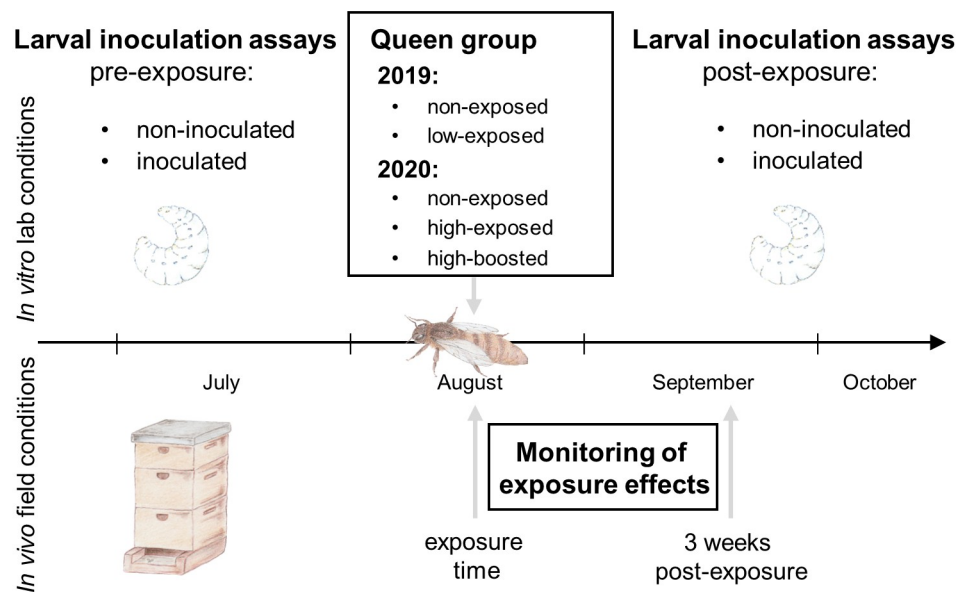 Larval inoculation assays
pre-exposure:
• non-inoculated
• inoculated
Queen group
2019:
• non-exposed
• low-exposed
2020:
• non-exposed
• high-exposed
• high-boosted
Larval inoculation assays
post-exposure:
• non-inoculated
• inoculated
In vitro lab conditions
July
August
September
October
In vivo field conditions
Monitoring of
exposure effects
exposure
time
3 weeks
post-exposure